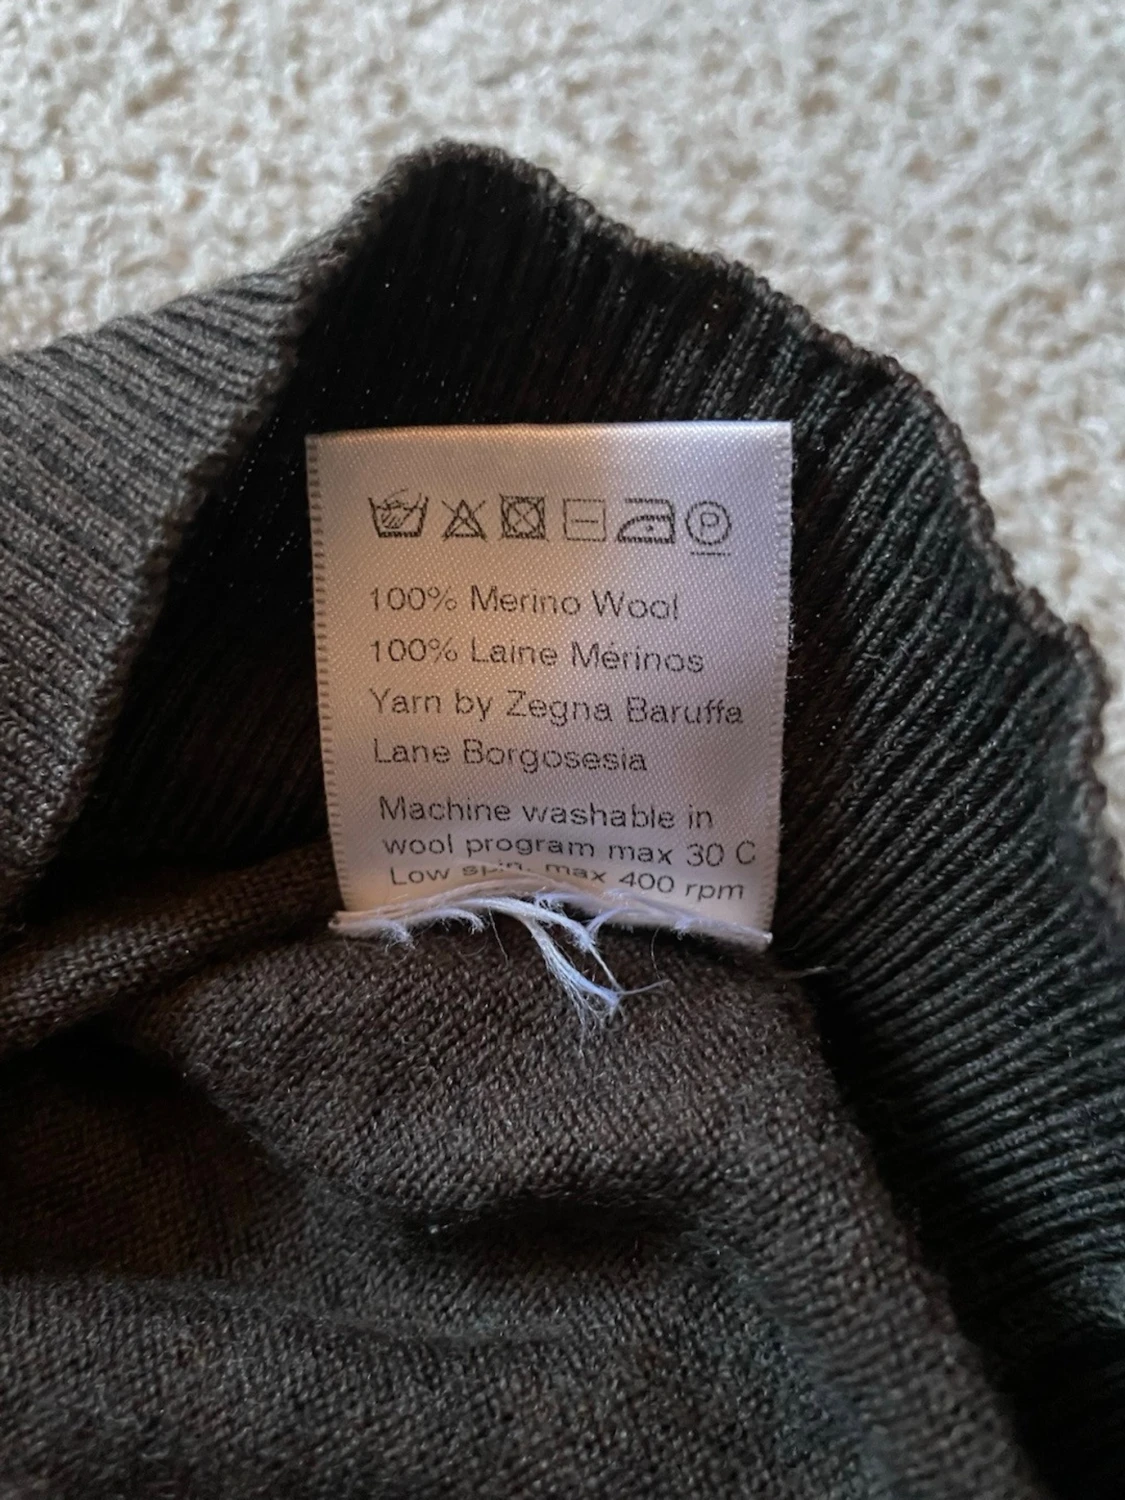 P
100% Merino Wool
100% Laine Mérinos
Yarn by Zegna Baruffa
Lane Borgosesia
Machine washable in
wool program max 30 C
Low spin, max 400 rpm